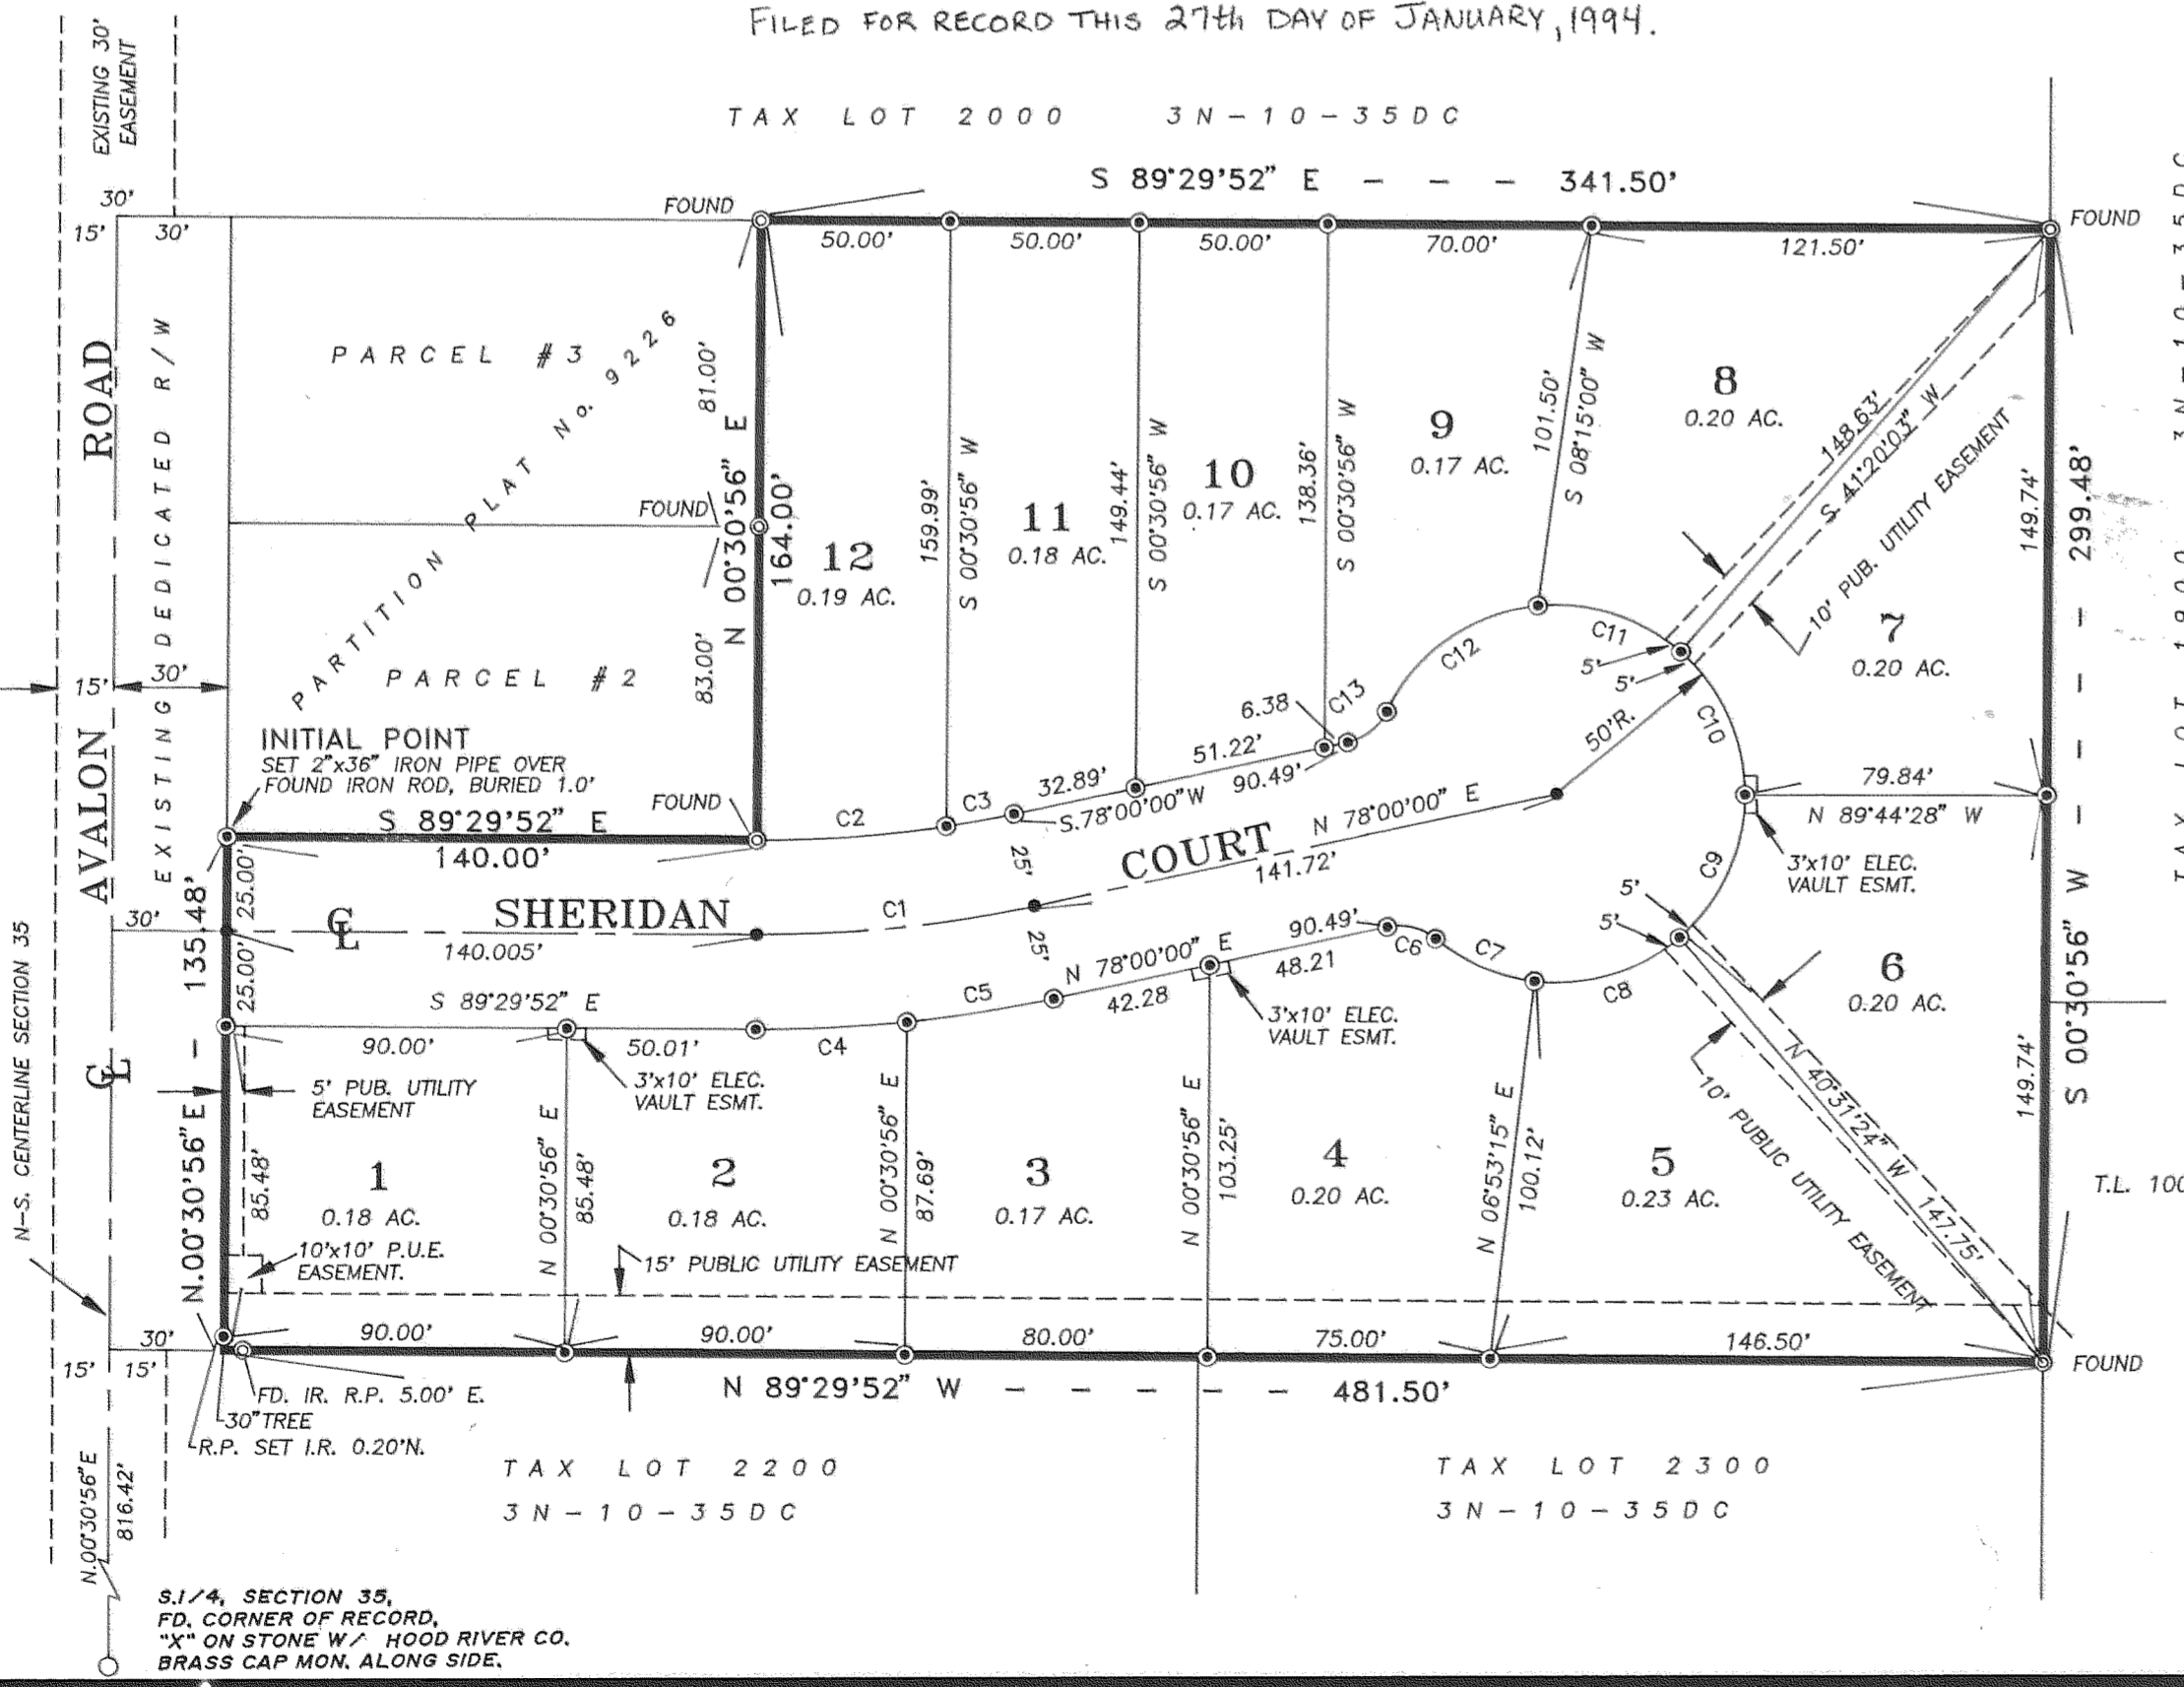 FILED FOR RECORD THIS 27th DAY OF JANUARY, 1994.
EXISTING 30'
EASEMENT
TAX LOT 2000 3N-10-35DC
S 89°29'52" E - - - 341.50'
FOUND
FOUND
30'
15'
30'
50.00'
50.00'
50.00'
70.00'
121.50'
ROAD
EXISTING DEDICATED R/W
PARCEL #3
PARTITION PLAT No. 9226
81.00'
FOUND
N 00°30'56" E
164.00'
83.00'
PARCEL #2
12
0.19 AC.
159.99'
S 00°30'56" W
11
0.18 AC.
149.44'
S 00°30'56" W
10
0.17 AC.
138.36'
S 00°30'56" W
9
0.17 AC.
101.50'
S 08°15'00" W
8
0.20 AC.
148.63'
S. 41°20'03" W
10' PUB. UTILITY EASEMENT
7
0.20 AC.
149.74'
299.48'
S 00°30'56" W - - - -
15'
30'
AVALON
INITIAL POINT
SET 2"x36" IRON PIPE OVER
FOUND IRON ROD, BURIED 1.0'
FOUND
S 89°29'52" E
140.00'
C2
C3
32.89'
51.22'
6.38
C13
C12
C11
5'
5'
C10
50'R.
S.78°00'00"W 90.49'
N 78°00'00" E
141.72'
79.84'
N 89°44'28" W
3'x10' ELEC.
VAULT ESMT.
C9
25.00'
135.48'
N.00°30'56"E -
30'
CL
SHERIDAN
COURT
140.005'
C1
25'
25'
25.00'
S 89°29'52" E
90.00'
50.01'
C4
C5
N 78°00'00" E
90.49'
42.28
48.21
C6
C7
C8
5'
5'
3'x10' ELEC.
VAULT ESMT.
3'x10' ELEC.
VAULT ESMT.
CL
5' PUB. UTILITY
EASEMENT
6
0.20 AC.
149.74'
N 40°31'24" W 147.75'
10' PUBLIC UTILITY EASEMENT
85.48'
1
0.18 AC.
N 00°30'56" E
85.48'
2
0.18 AC.
N 00°30'56" E
87.69'
3
0.17 AC.
N 00°30'56" E
103.25'
4
0.20 AC.
N 06°53'15" E
100.12'
5
0.23 AC.
T.L.
10'x10' P.U.E.
EASEMENT.
15' PUBLIC UTILITY EASEMENT
N-S. CENTERLINE SECTION 35
30'
15'
15'
90.00'
90.00'
80.00'
75.00'
146.50'
FOUND
N 89°29'52" W - - - - - 481.50'
FD. IR. R.P. 5.00' E.
30"TREE
R.P. SET I.R. 0.20'N.
TAX LOT 2200
3N-10-35DC
TAX LOT 2300
3N-10-35DC
N.00°30'56"E
816.42'
S.1/4, SECTION 35,
FD. CORNER OF RECORD,
"X" ON STONE W/ HOOD RIVER CO.
BRASS CAP MON. ALONG SIDE.